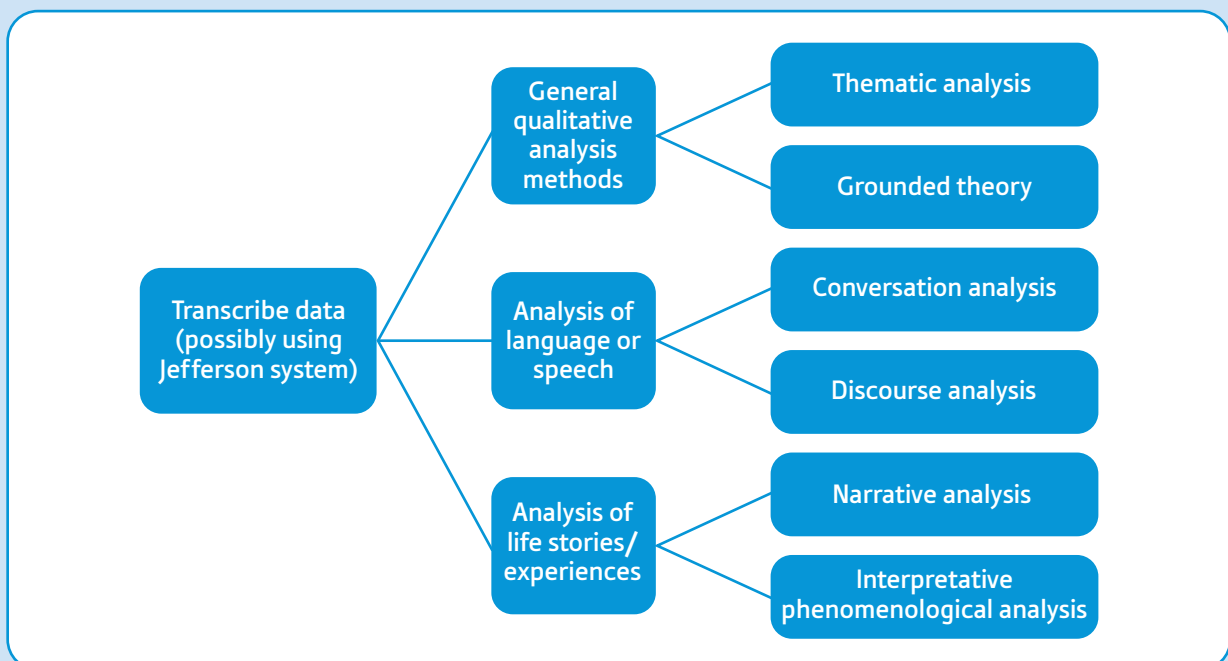 Transcribe data
(possibly using
Jefferson system)
General
qualitative
analysis
methods
Thematic analysis
Grounded theory
Analysis of
language or
speech
Conversation analysis
Discourse analysis
Analysis of
life stories/
experiences
Narrative analysis
Interpretative
phenomenological analysis